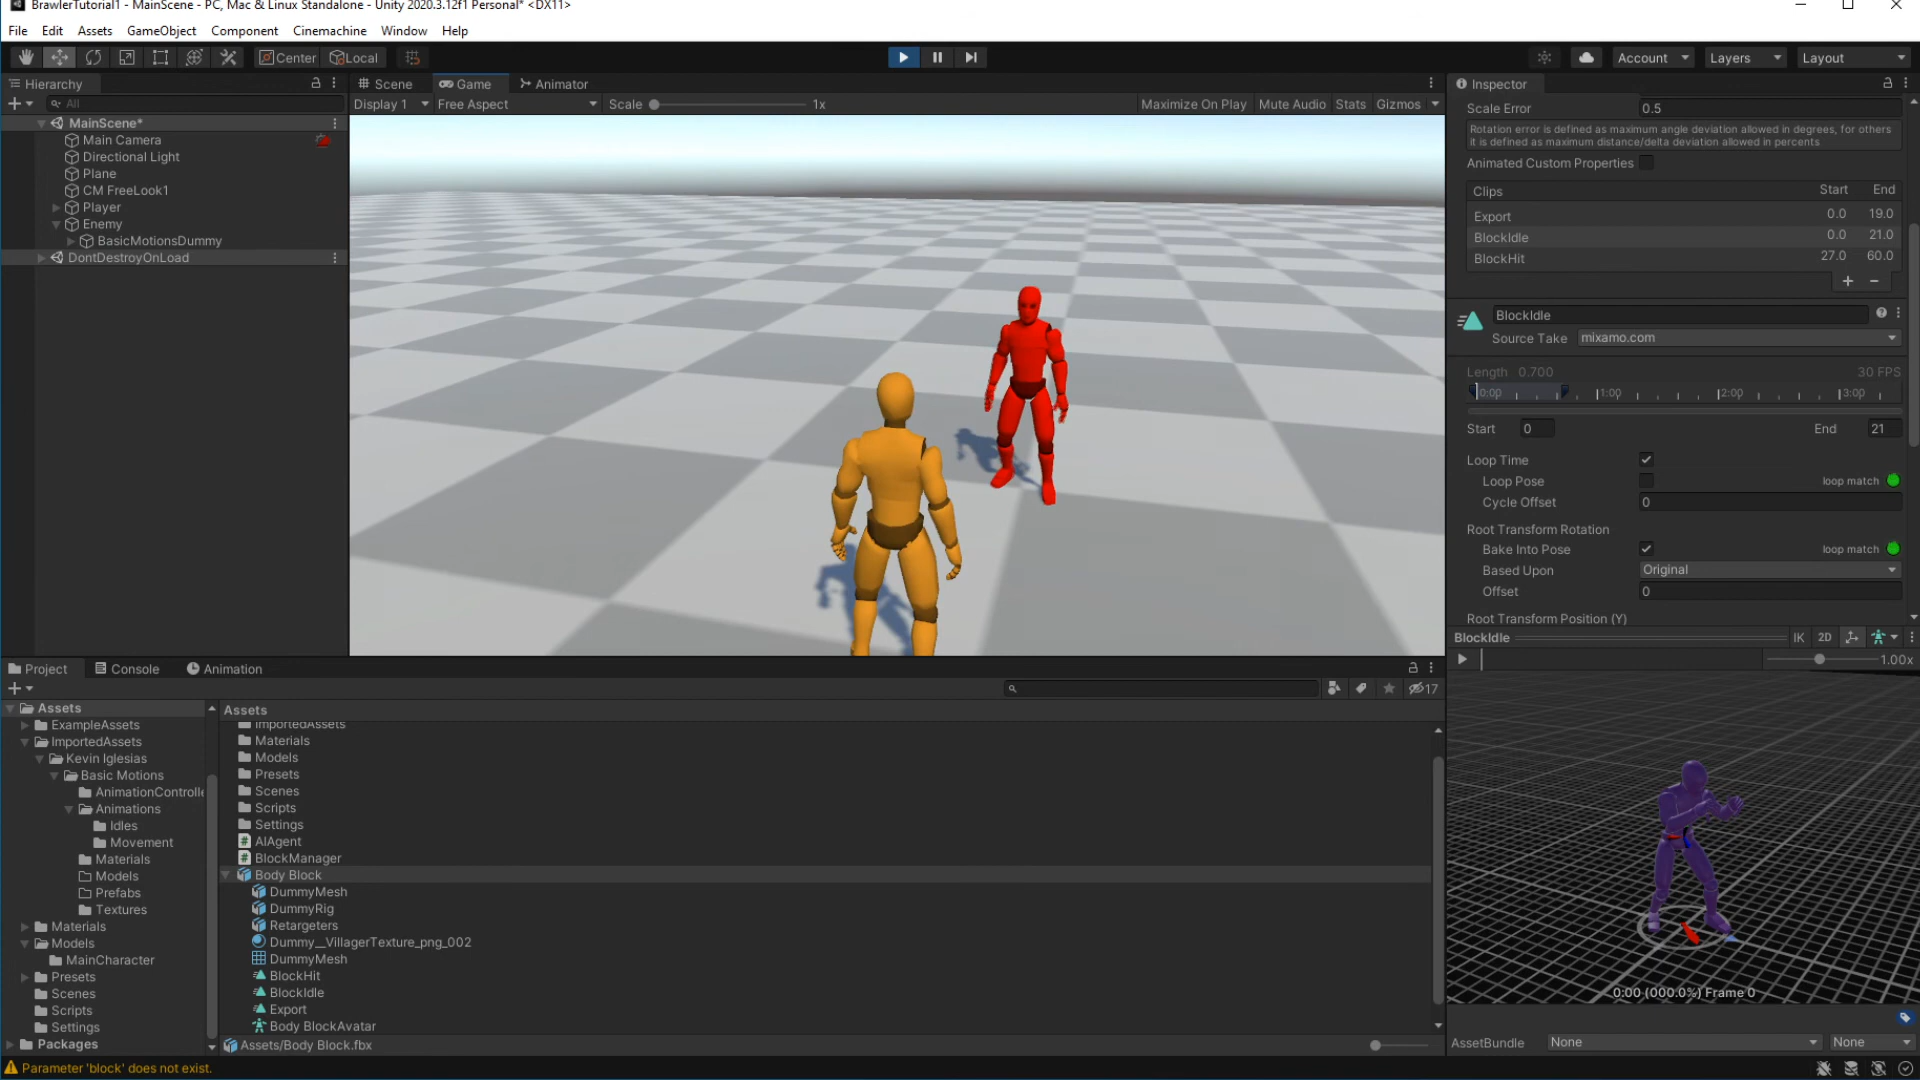 BrawlerTutorial1 - MainScene - PC, Mac & Linux Standalone - Unity 2020.3.12f1 Personal* <DX11>
File Edit Assets GameObject Component Cinemachine Window Help
Center Local Account Layers Layout
Hierarchy
All
MainScene*
Main Camera
Directional Light
Plane
CM FreeLook1
Player
Enemy
BasicMotionsDummy
DontDestroyOnLoad
Scene Game Animator
Display 1 Free Aspect Scale 1x Maximize On Play Mute Audio Stats Gizmos
Inspector
Scale Error 0.5
Rotation error is defined as maximum angle deviation allowed in degrees, for others
it is defined as maximum distance/delta deviation allowed in percents
Animated Custom Properties
Clips Start End
Export 0.0 19.0
BlockIdle 0.0 21.0
BlockHit 27.0 60.0
+ −
BlockIdle
Source Take mixamo.com
Length 0.700 30 FPS
0:00 1:00 2:00 3:00
Start 0 End 21
Loop Time
Loop Pose loop match
Cycle Offset 0
Root Transform Rotation
Bake Into Pose loop match
Based Upon Original
Offset 0
Root Transform Position (Y)
BlockIdle IK 2D
1.00x
0:00 (000.0%) Frame 0
AssetBundle None None
Project Console Animation
17
Assets
ExampleAssets
ImportedAssets
Kevin Iglesias
Basic Motions
AnimationControlle
Animations
Idles
Movement
Materials
Models
Prefabs
Textures
Materials
Models
MainCharacter
Presets
Scenes
Scripts
Settings
Packages
Assets
ImportedAssets
Materials
Models
Presets
Scenes
Scripts
Settings
AIAgent
BlockManager
Body Block
DummyMesh
DummyRig
Retargeters
Dummy__VillagerTexture_png_002
DummyMesh
BlockHit
BlockIdle
Export
Body BlockAvatar
Assets/Body Block.fbx
Parameter 'block' does not exist.